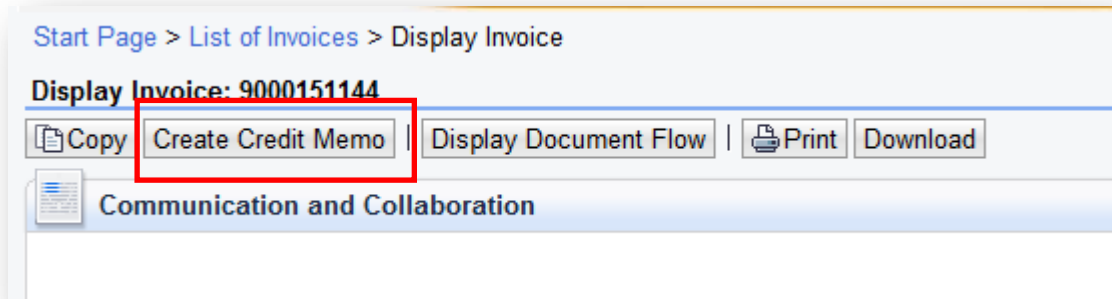 Start Page > List of Invoices > Display Invoice
Display Invoice: 9000151144
Copy Create Credit Memo | Display Document Flow | Print Download
Communication and Collaboration